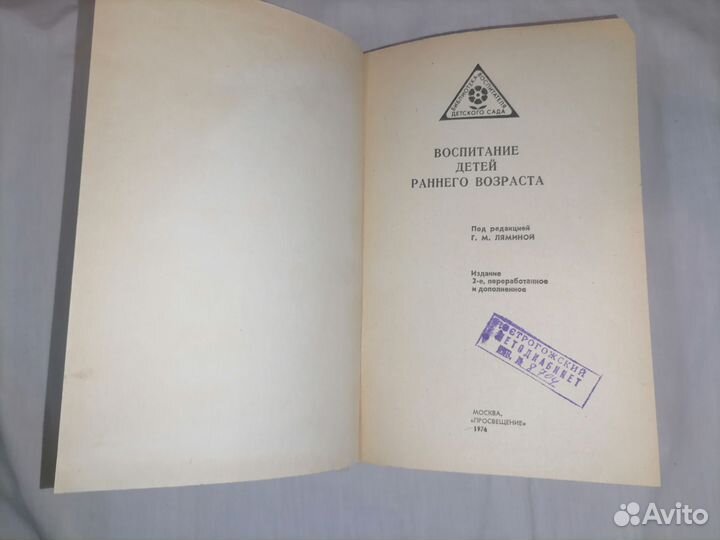 БИБЛИОТЕКА ВОСПИТАТЕЛЯ
ДЕТСКОГО САДА
ВОСПИТАНИЕ
ДЕТЕЙ
РАННЕГО ВОЗРАСТА
Под редакцией
Г. М. ЛЯМИНОЙ
Издание
2-е, переработанное
и дополненное
ОСТРОГОЖСКИЙ
МЕТОДКАБИНЕТ
МОСКВА,
«ПРОСВЕЩЕНИЕ»
1976
Avito